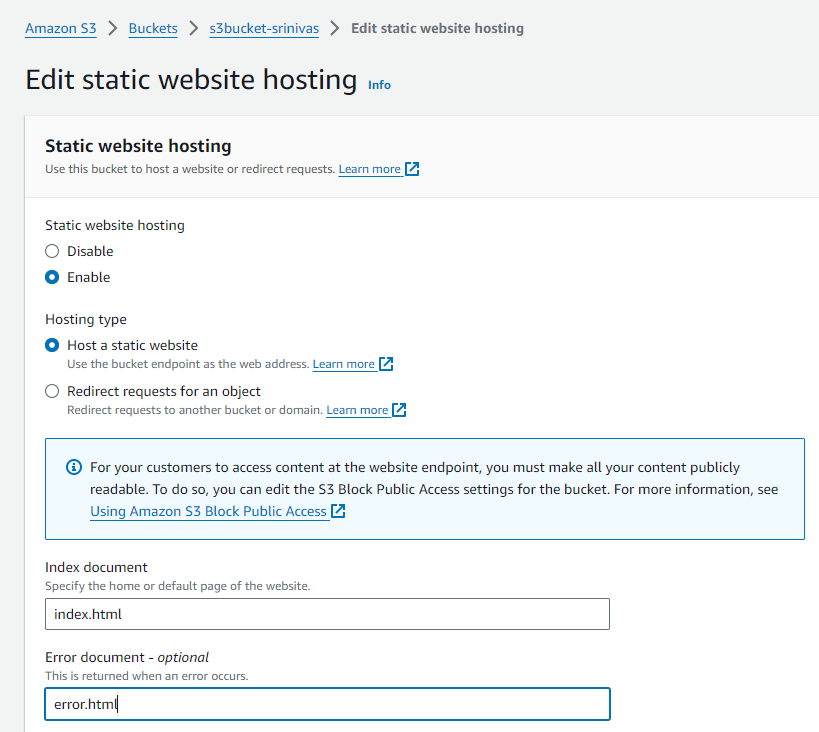 Amazon S3 > Buckets > s3bucket-srinivas > Edit static website hosting
Edit static website hosting Info
Static website hosting
Use this bucket to host a website or redirect requests. Learn more
Static website hosting
Disable
Enable
Hosting type
Host a static website
Use the bucket endpoint as the web address. Learn more
Redirect requests for an object
Redirect requests to another bucket or domain. Learn more
For your customers to access content at the website endpoint, you must make all your content publicly
readable. To do so, you can edit the S3 Block Public Access settings for the bucket. For more information, see
Using Amazon S3 Block Public Access
Index document
Specify the home or default page of the website.
index.html
Error document - optional
This is returned when an error occurs.
error.html